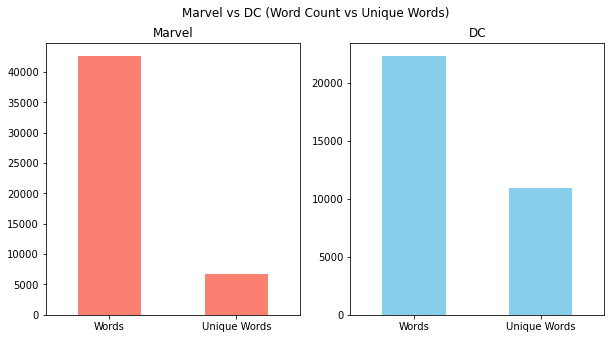 Marvel vs DC (Word Count vs Unique Words)
Marvel
40000
35000
30000
25000
20000
15000
10000
5000
0
Words
Unique Words
DC
20000
15000
10000
5000
0
Words
Unique Words